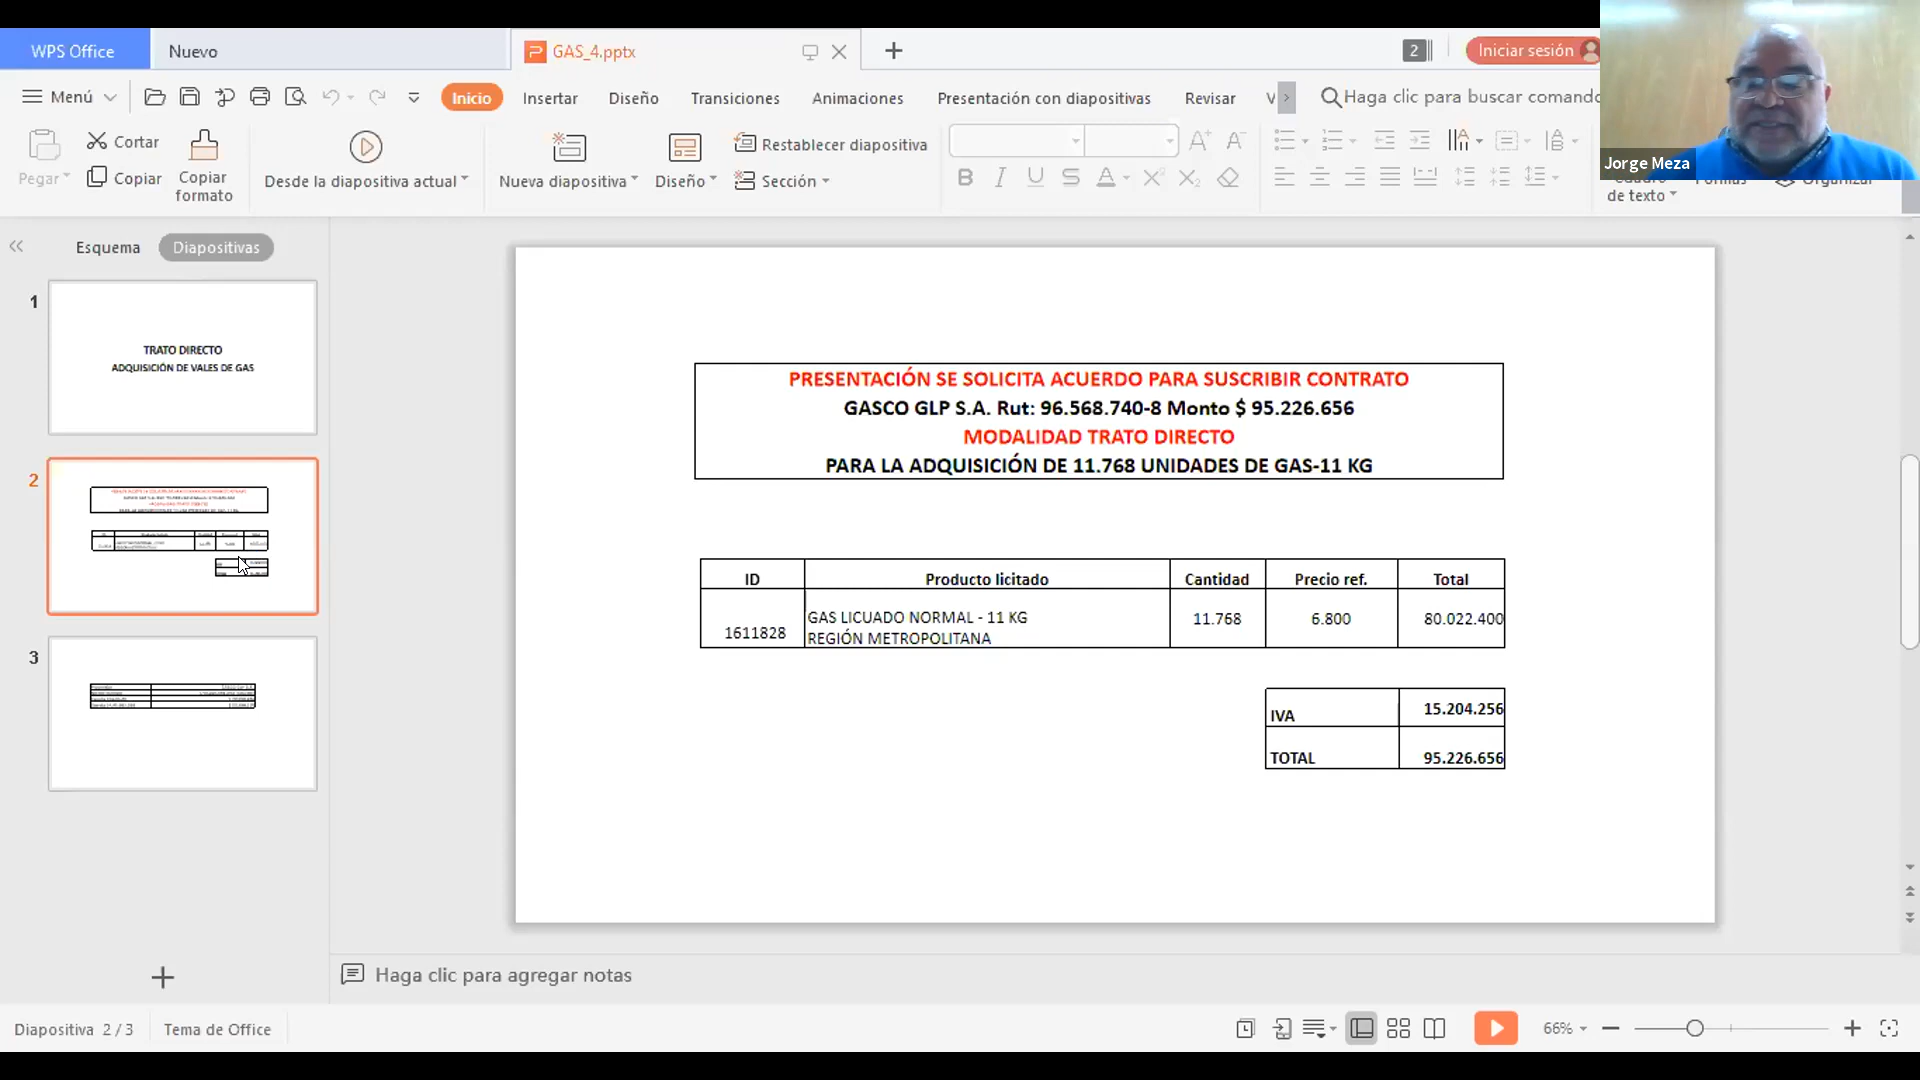 WPS Office
Nuevo
GAS_4.pptx
2
Iniciar sesión
Menú
Inicio
Insertar
Diseño
Transiciones
Animaciones
Presentación con diapositivas
Revisar
V
Haga clic para buscar comando
Pegar
Cortar
Copiar
Copiar formato
Desde la diapositiva actual
Nueva diapositiva
Diseño
Restablecer diapositiva
Sección
de texto
Organizar
Jorge Meza
Esquema
Diapositivas
1
TRATO DIRECTO
ADQUISICIÓN DE VALES DE GAS
2
3
PRESENTACIÓN SE SOLICITA ACUERDO PARA SUSCRIBIR CONTRATO
GASCO GLP S.A. Rut: 96.568.740-8 Monto $ 95.226.656
MODALIDAD TRATO DIRECTO
PARA LA ADQUISICIÓN DE 11.768 UNIDADES DE GAS-11 KG
ID Producto licitado Cantidad Precio ref. Total
1611828 GAS LICUADO NORMAL - 11 KG 11.768 6.800 80.022.400
REGIÓN METROPOLITANA
IVA 15.204.256
TOTAL 95.226.656
Haga clic para agregar notas
Diapositiva 2 / 3
Tema de Office
66%